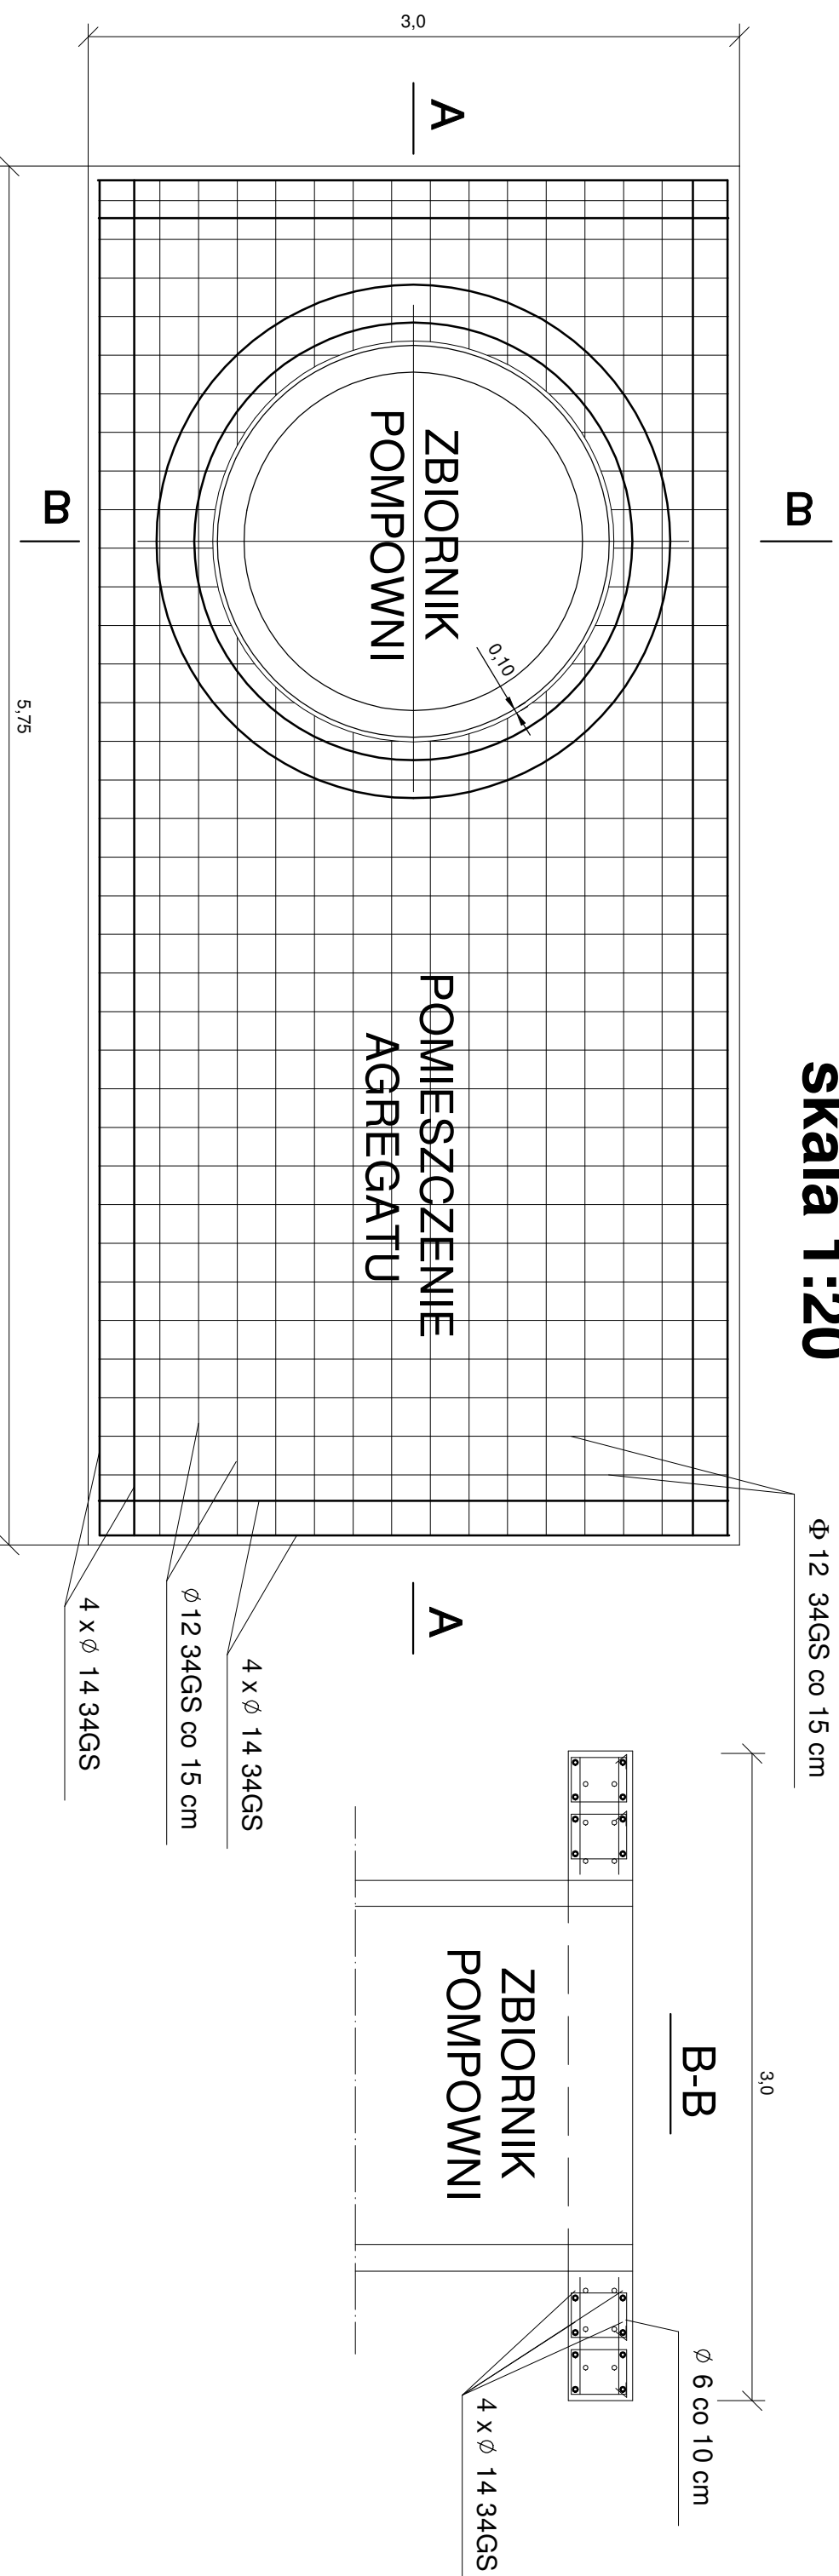 skala 1:20
3,0
A
B
B
ZBIORNIK
POMPOWNI
0,10
5,75
POMIESZCZENIE
AGREGATU
Φ 12 34GS co 15 cm
A
4 x Ø 14 34GS
Ø 12 34GS co 15 cm
4 x Ø 14 34GS
B-B
3,0
ZBIORNIK
POMPOWNI
Ø 6 co 10 cm
4 x Ø 14 34GS